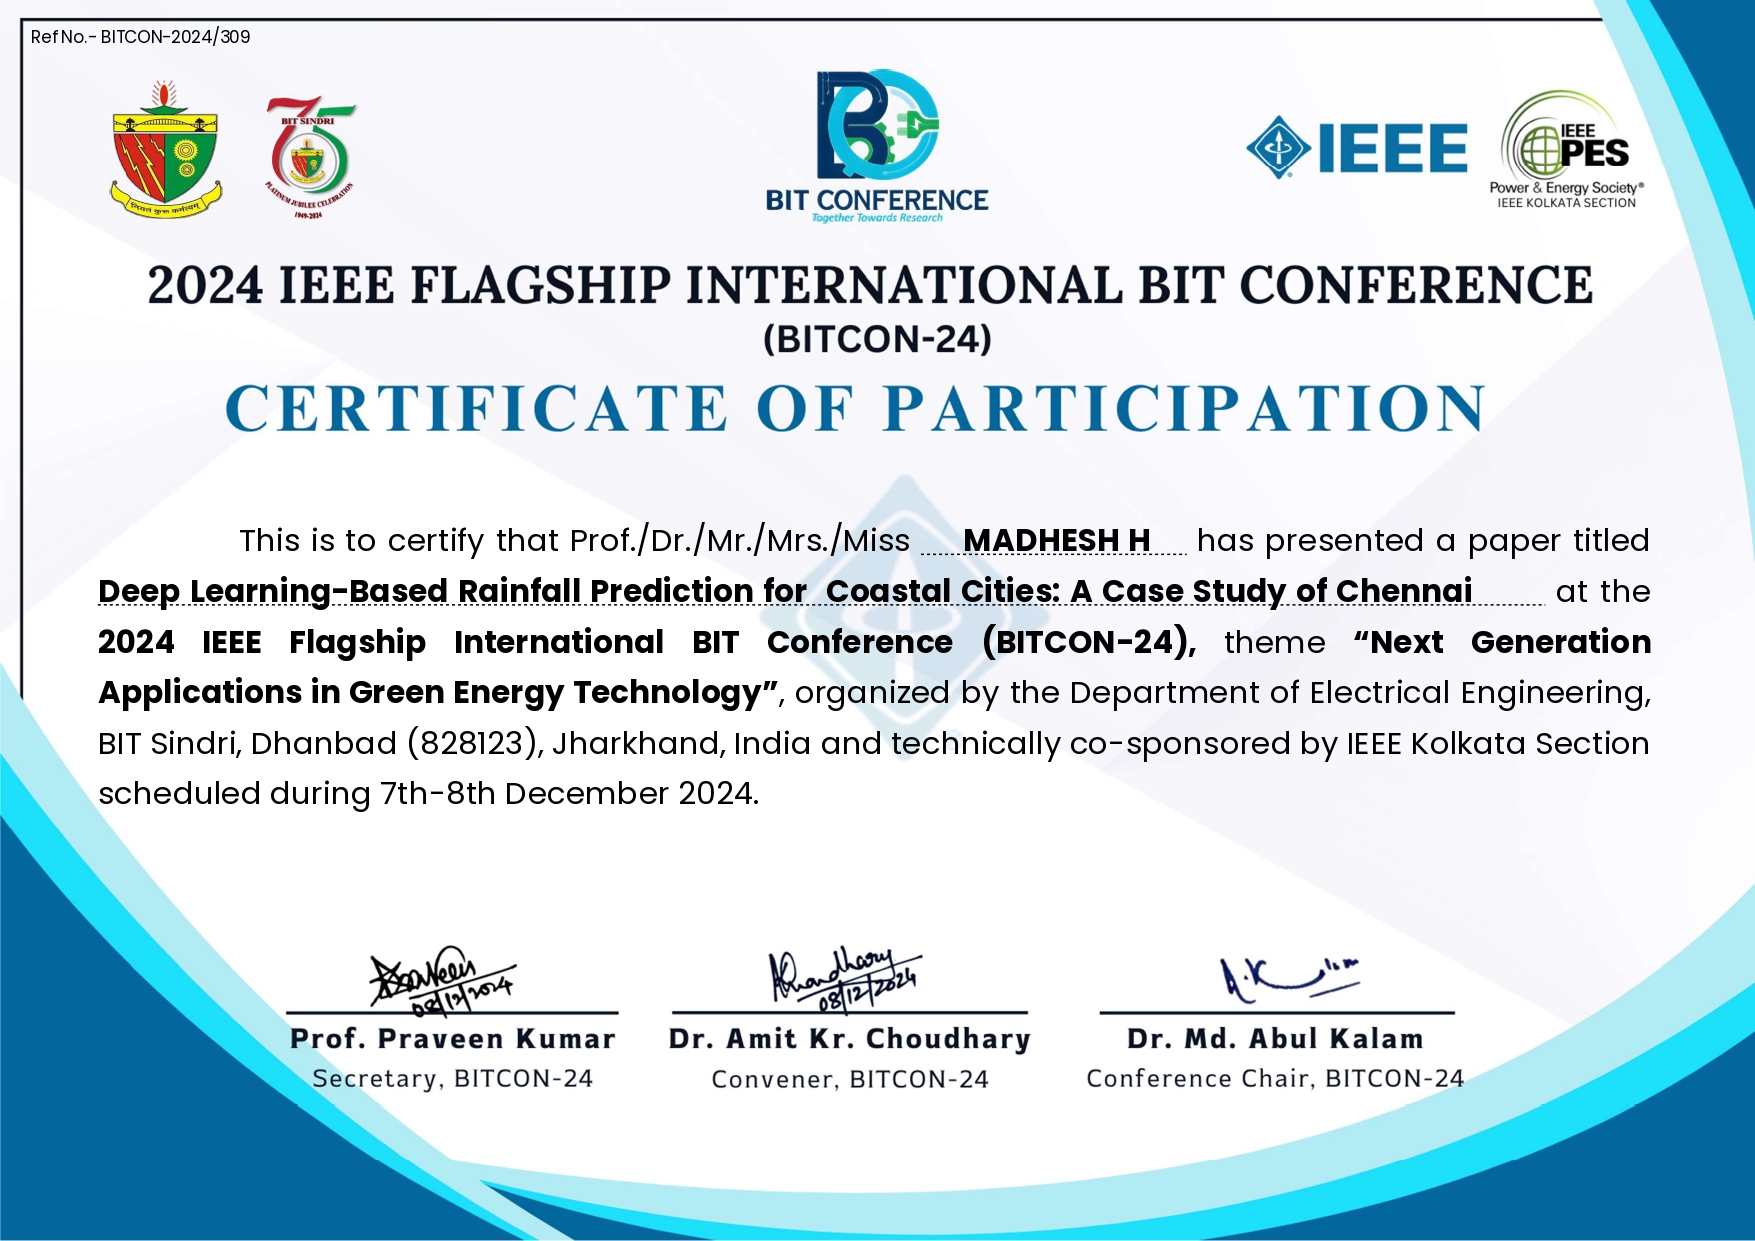 Ref No.- BITCON-2024/309
BIT SINDRI
PLATINUM JUBILEE CELEBRATION
1949-2024
BIT CONFERENCE
Together Towards Research
IEEE
IEEE
PES
Power & Energy Society®
IEEE KOLKATA SECTION
2024 IEEE FLAGSHIP INTERNATIONAL BIT CONFERENCE
(BITCON-24)
CERTIFICATE OF PARTICIPATION
This is to certify that Prof./Dr./Mr./Mrs./Miss MADHESH H has presented a paper titled
Deep Learning-Based Rainfall Prediction for Coastal Cities: A Case Study of Chennai at the
2024 IEEE Flagship International BIT Conference (BITCON-24), theme “Next Generation
Applications in Green Energy Technology”, organized by the Department of Electrical Engineering,
BIT Sindri, Dhanbad (828123), Jharkhand, India and technically co-sponsored by IEEE Kolkata Section
scheduled during 7th-8th December 2024.
08/12/2024
08/12/2024
Prof. Praveen Kumar
Secretary, BITCON-24
Dr. Amit Kr. Choudhary
Convener, BITCON-24
Dr. Md. Abul Kalam
Conference Chair, BITCON-24